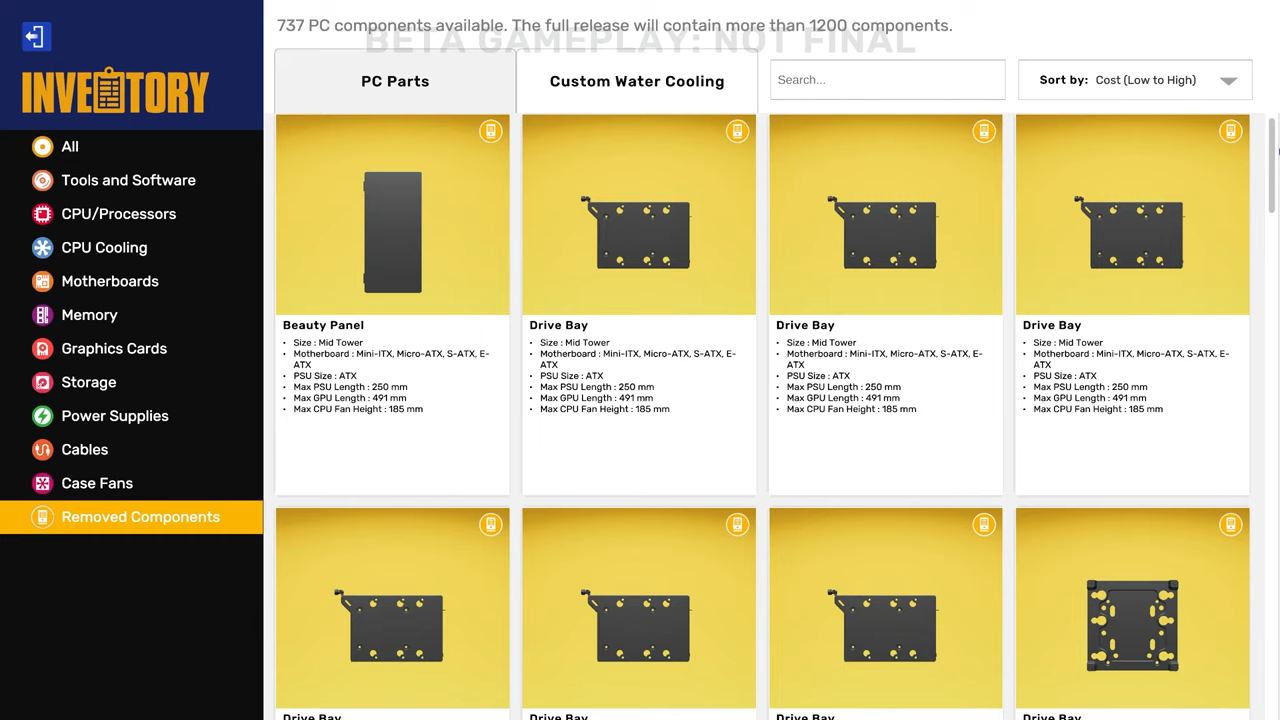 737 PC components available. The full release will contain more than 1200 components.
BETA GAMEPLAY: NOT FINAL
INVENTORY
PC Parts
Custom Water Cooling
Search...
Sort by: Cost (Low to High)
All
Tools and Software
CPU/Processors
CPU Cooling
Motherboards
Memory
Graphics Cards
Storage
Power Supplies
Cables
Case Fans
Removed Components
Beauty Panel
• Size : Mid Tower
• Motherboard : Mini-ITX, Micro-ATX, S-ATX, E-
ATX
• PSU Size : ATX
• Max PSU Length : 250 mm
• Max GPU Length : 491 mm
• Max CPU Fan Height : 185 mm
Drive Bay
• Size : Mid Tower
• Motherboard : Mini-ITX, Micro-ATX, S-ATX, E-
ATX
• PSU Size : ATX
• Max PSU Length : 250 mm
• Max GPU Length : 491 mm
• Max CPU Fan Height : 185 mm
Drive Bay
• Size : Mid Tower
• Motherboard : Mini-ITX, Micro-ATX, S-ATX, E-
ATX
• PSU Size : ATX
• Max PSU Length : 250 mm
• Max GPU Length : 491 mm
• Max CPU Fan Height : 185 mm
Drive Bay
• Size : Mid Tower
• Motherboard : Mini-ITX, Micro-ATX, S-ATX, E-
ATX
• PSU Size : ATX
• Max PSU Length : 250 mm
• Max GPU Length : 491 mm
• Max CPU Fan Height : 185 mm
Drive Bay
Drive Bay
Drive Bay
Drive Bay